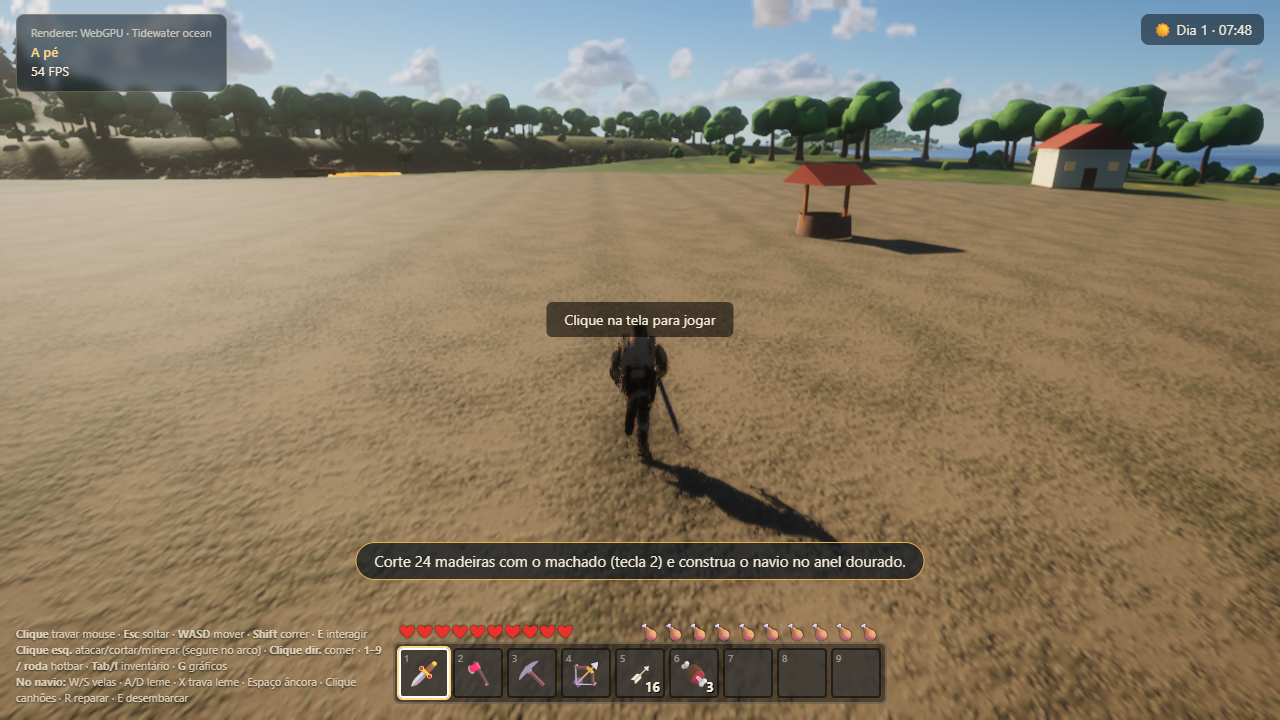 Renderer: WebGPU · Tidewater ocean
A pé
54 FPS
Dia 1 · 07:48
Clique na tela para jogar
Corte 24 madeiras com o machado (tecla 2) e construa o navio no anel dourado.
Clique travar mouse · Esc soltar · WASD mover · Shift correr · E interagir
Clique esq. atacar/cortar/minerar (segure no arco) · Clique dir. comer · 1–9
/ roda hotbar · Tab/I inventário · G gráficos
No navio: W/S velas · A/D leme · X trava leme · Espaço âncora · Clique
canhões · R reparar · E desembarcar
1 2 3 4 5 6 7 8 9
16 3